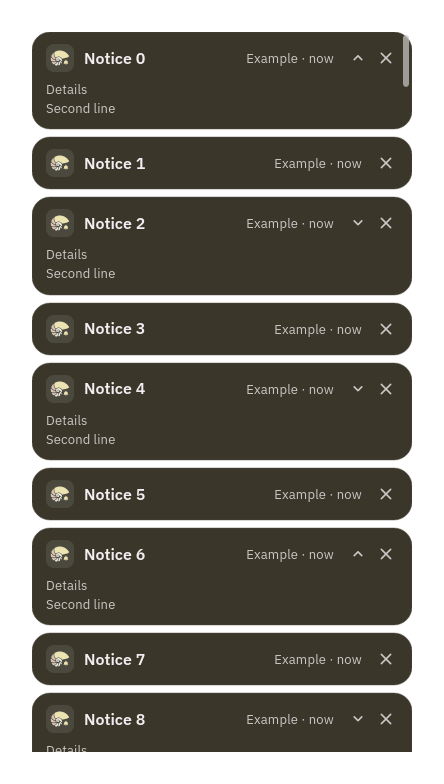 Notice 0 Example · now
Details
Second line
Notice 1 Example · now
Notice 2 Example · now
Details
Second line
Notice 3 Example · now
Notice 4 Example · now
Details
Second line
Notice 5 Example · now
Notice 6 Example · now
Details
Second line
Notice 7 Example · now
Notice 8 Example · now
Details